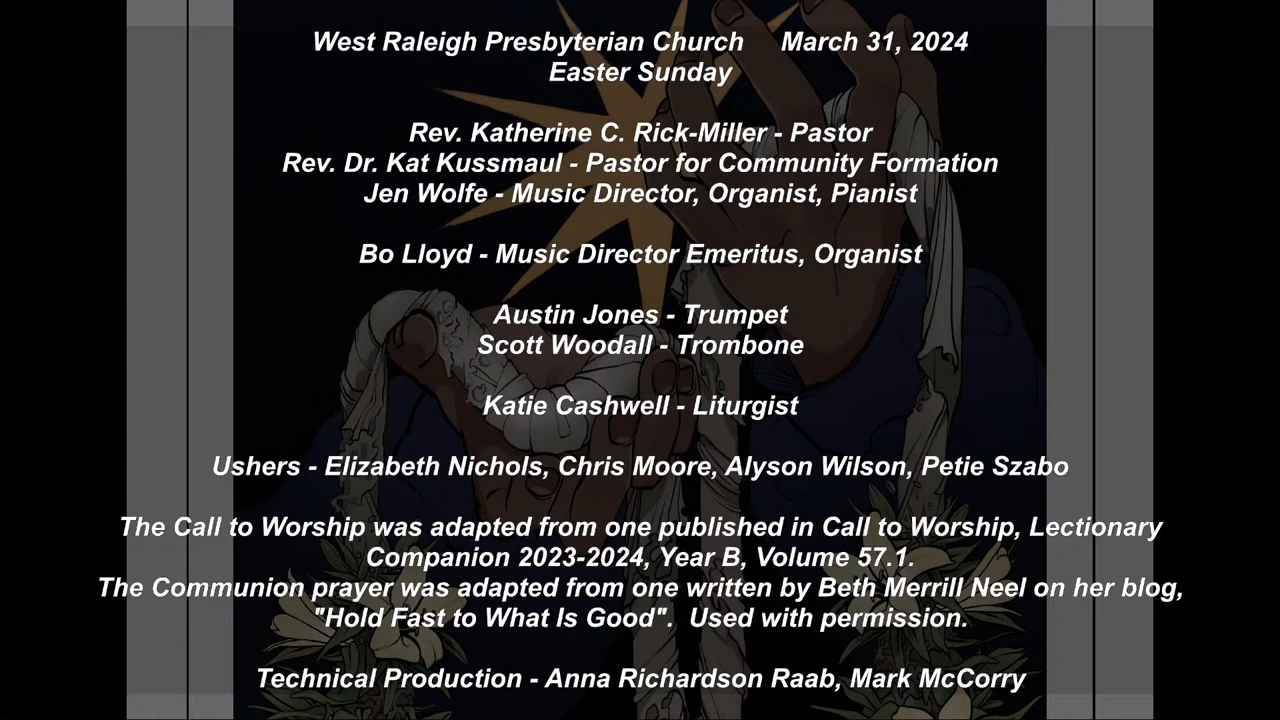 West Raleigh Presbyterian Church March 31, 2024
Easter Sunday
Rev. Katherine C. Rick-Miller - Pastor
Rev. Dr. Kat Kussmaul - Pastor for Community Formation
Jen Wolfe - Music Director, Organist, Pianist
Bo Lloyd - Music Director Emeritus, Organist
Austin Jones - Trumpet
Scott Woodall - Trombone
Katie Cashwell - Liturgist
Ushers - Elizabeth Nichols, Chris Moore, Alyson Wilson, Petie Szabo
The Call to Worship was adapted from one published in Call to Worship, Lectionary
Companion 2023-2024, Year B, Volume 57.1.
The Communion prayer was adapted from one written by Beth Merrill Neel on her blog,
"Hold Fast to What Is Good". Used with permission.
Technical Production - Anna Richardson Raab, Mark McCorry